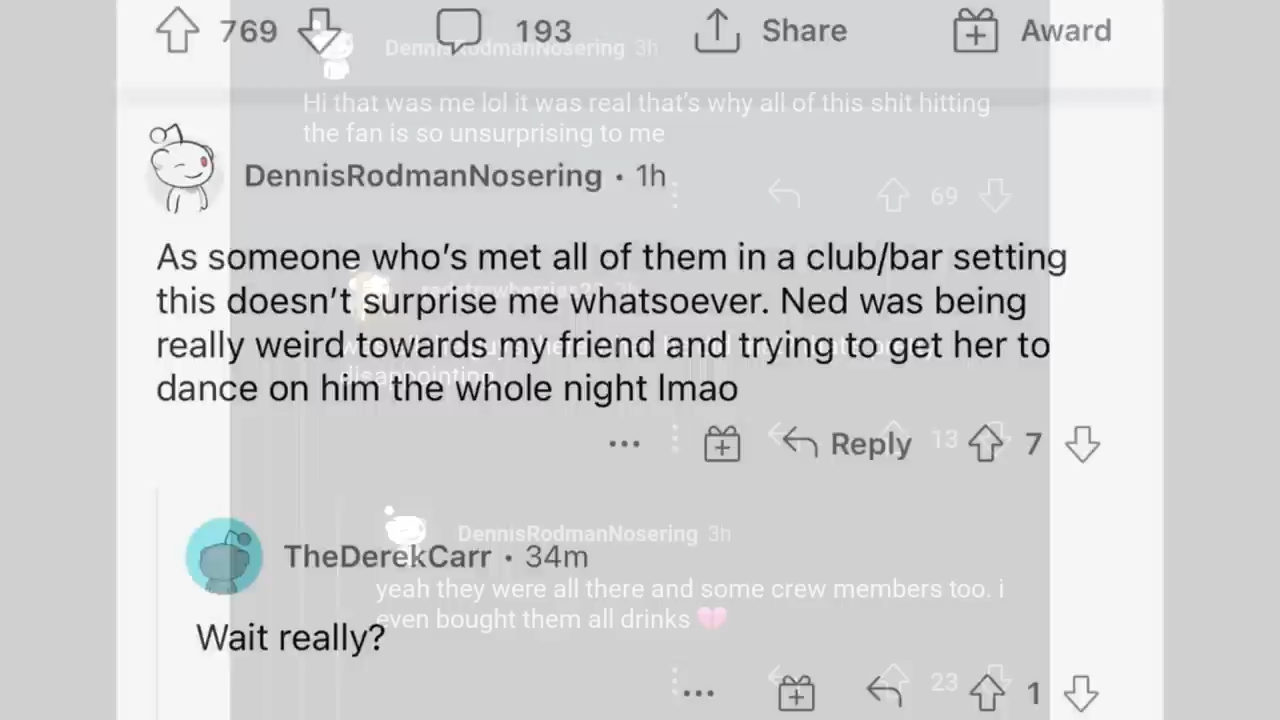 769
193
Share
Award
DennisRodmanNosering 3h
Hi that was me lol it was real that's why all of this shit hitting
the fan is so unsurprising to me
69
DennisRodmanNosering · 1h
As someone who's met all of them in a club/bar setting
this doesn't surprise me whatsoever. Ned was being
really weird towards my friend and trying to get her to
dance on him the whole night lmao
disappointing
13
... Reply 7
DennisRodmanNosering 3h
yeah they were all there and some crew members too. i
even bought them all drinks 💔
23
TheDerekCarr · 34m
Wait really?
... 1